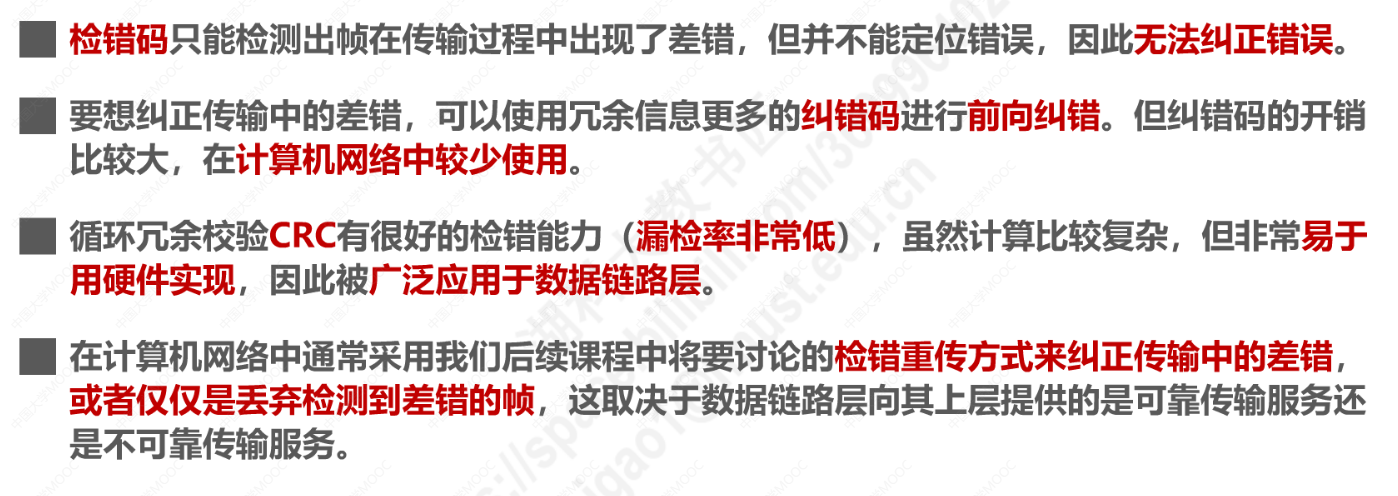 检错码只能检测出帧在传输过程中出现了差错，但并不能定位错误，因此无法纠正错误。
要想纠正传输中的差错，可以使用冗余信息更多的纠错码进行前向纠错。但纠错码的开销
比较大，在计算机网络中较少使用。
循环冗余校验CRC有很好的检错能力（漏检率非常低），虽然计算比较复杂，但非常易于
用硬件实现，因此被广泛应用于数据链路层。
在计算机网络中通常采用我们后续课程中将要讨论的检错重传方式来纠正传输中的差错，
或者仅仅是丢弃检测到差错的帧，这取决于数据链路层向其上层提供的是可靠传输服务还
是不可靠传输服务。